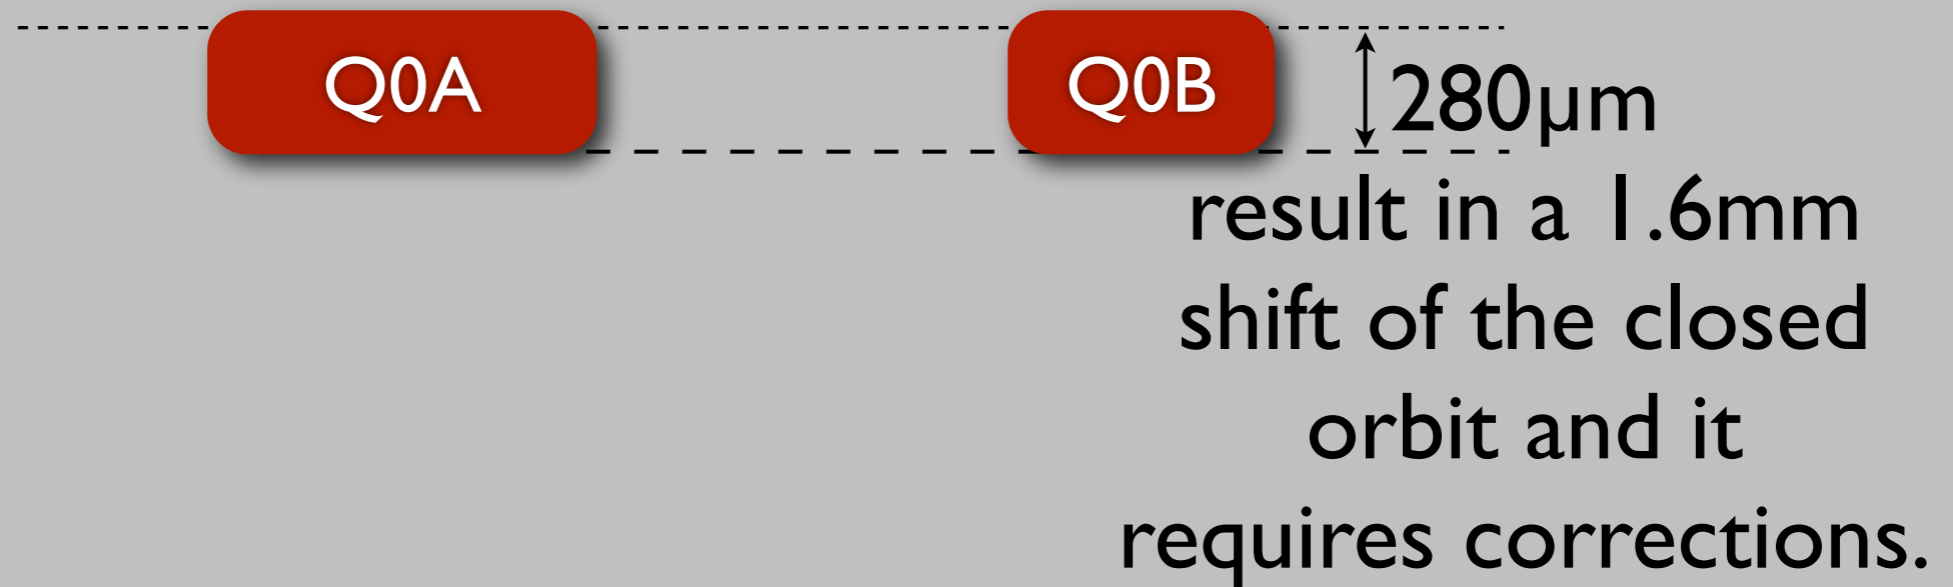 Q0A Q0B 280µm
result in a 1.6mm
shift of the closed
orbit and it
requires corrections.